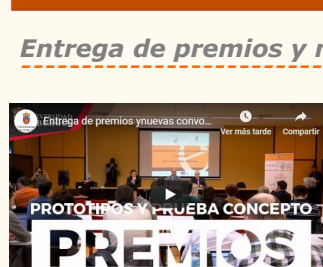 Entrega de premios y
Entrega de premios ynuevas convo...
Ver más tarde
Compartir
PROTOTIPOS Y PRUEBA CONCEPTO
PREMIOS